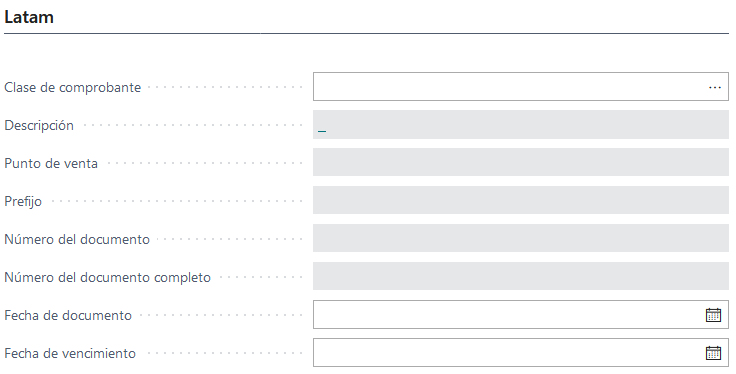 Latam
Clase de comprobante
Descripción _
Punto de venta
Prefijo
Número del documento
Número del documento completo
Fecha de documento
Fecha de vencimiento